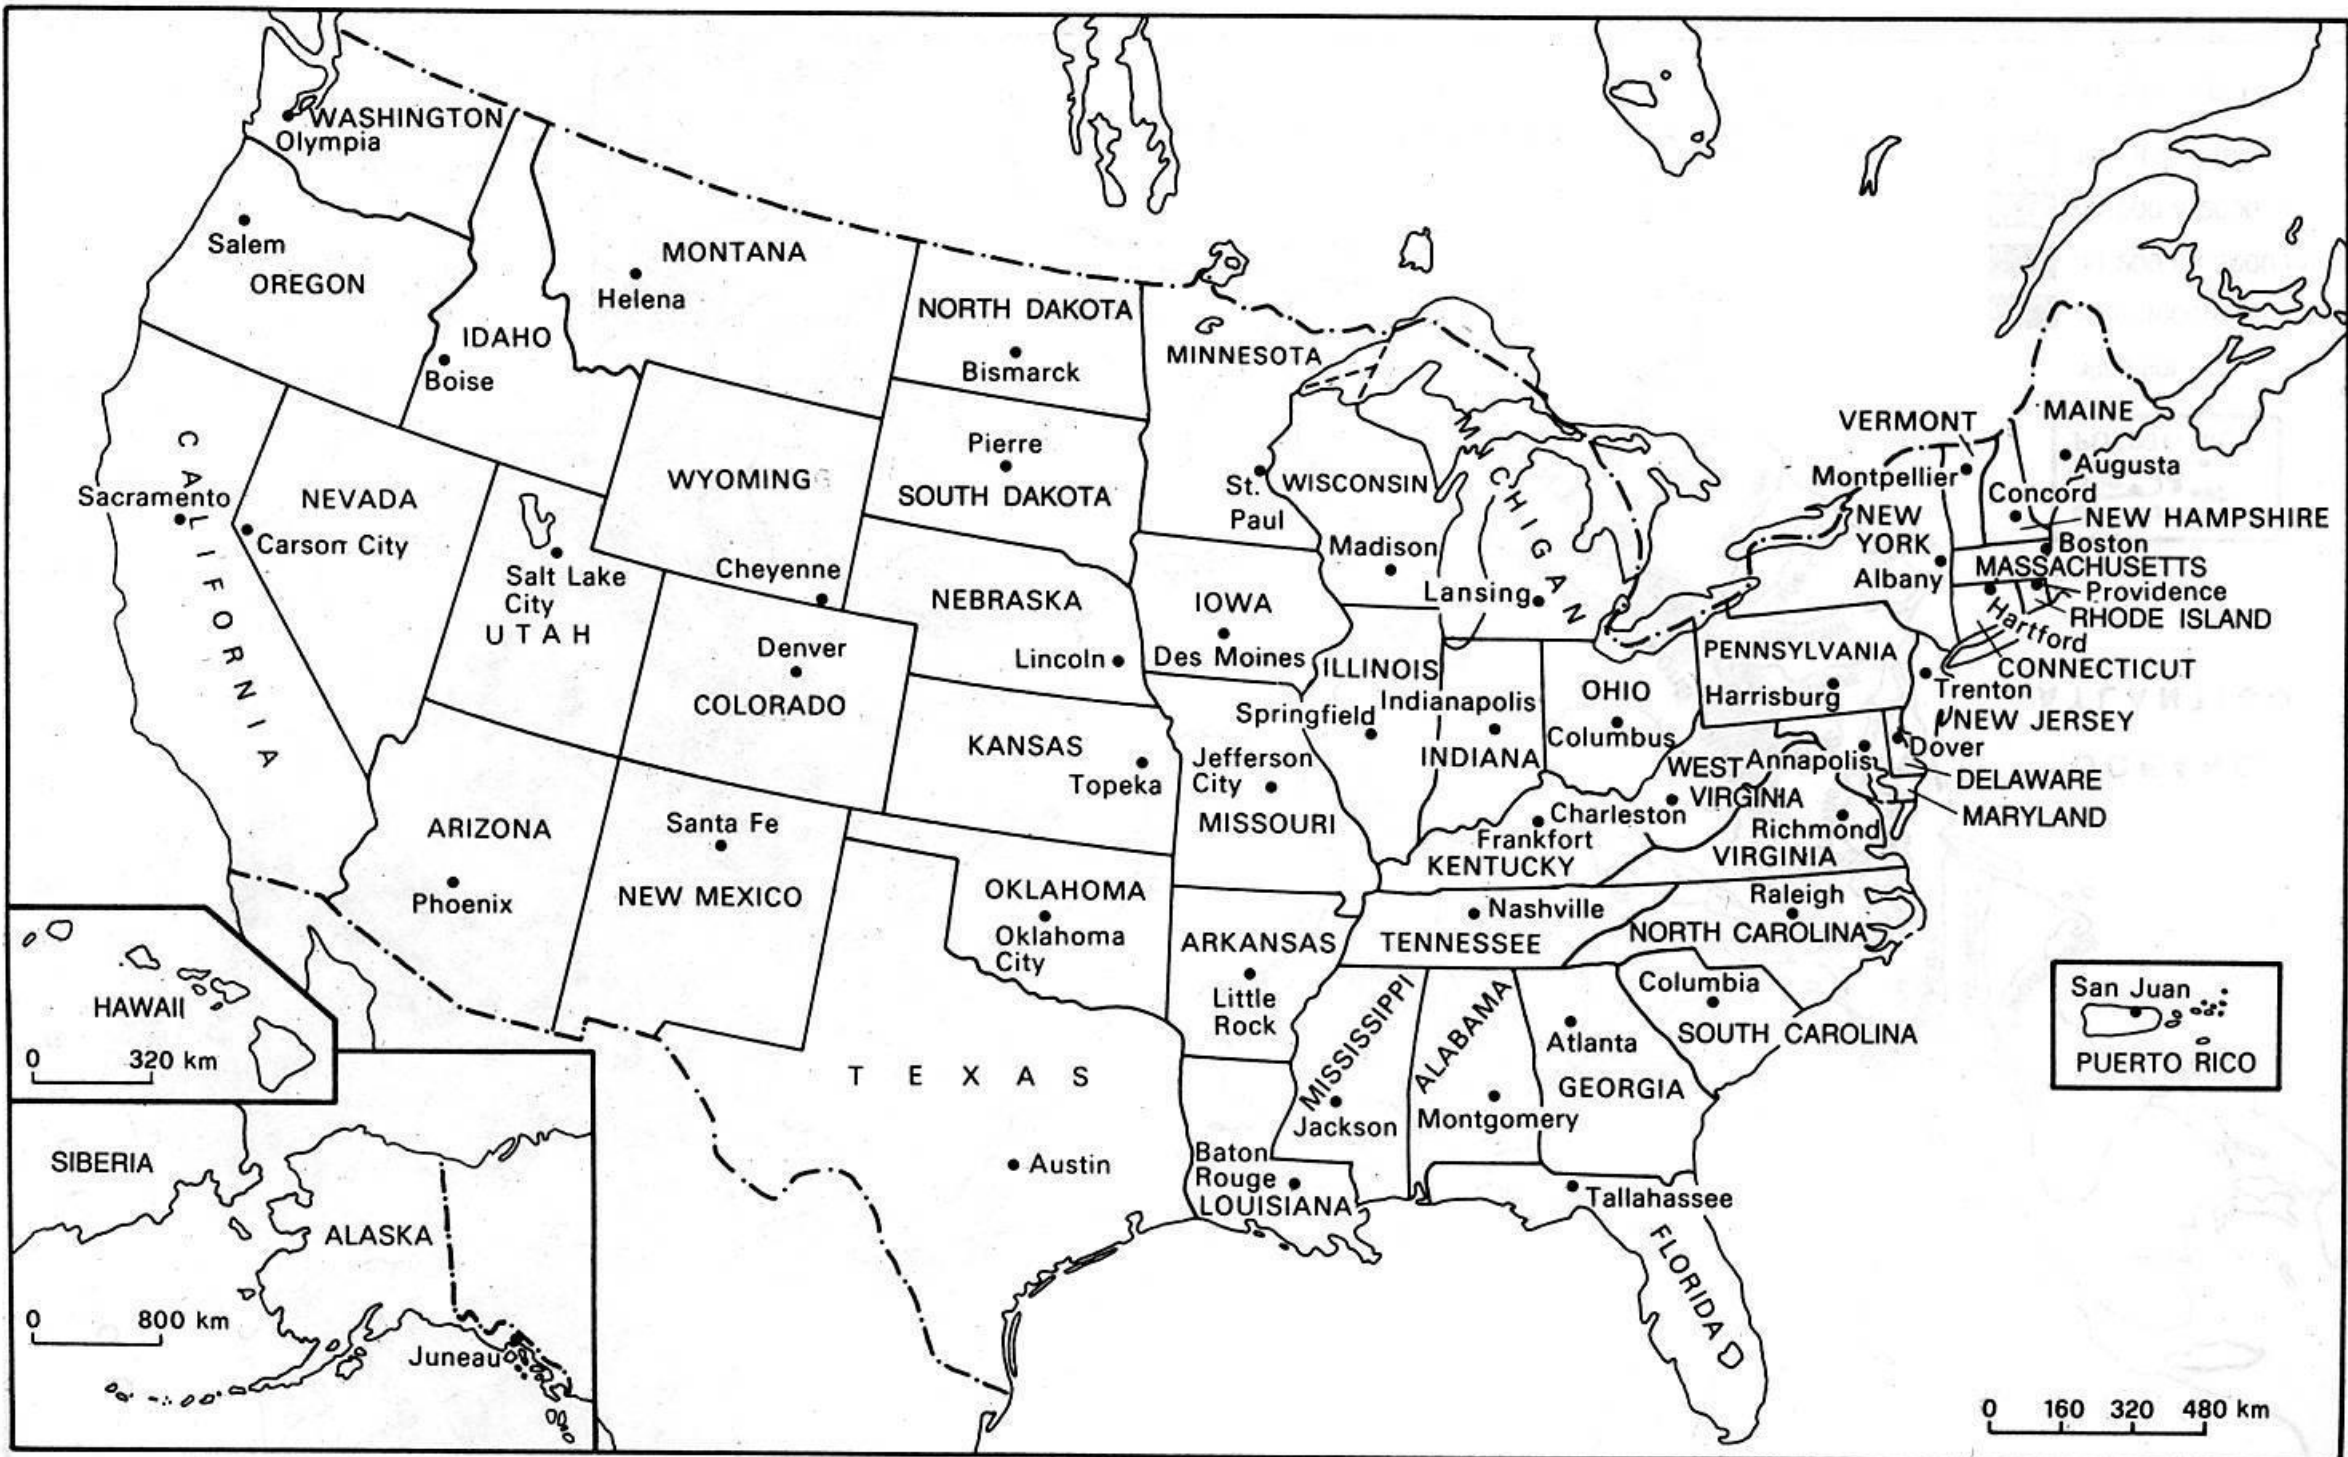 WASHINGTON
Olympia
Salem
OREGON
MONTANA
Helena
IDAHO
Boise
NORTH DAKOTA
Bismarck
MINNESOTA
St.
Paul
Pierre
SOUTH DAKOTA
WYOMING
Cheyenne
CALIFORNIA
Sacramento
NEVADA
Carson City
Salt Lake
City
UTAH
WISCONSIN
Madison
MICHIGAN
Lansing
VERMONT
Montpellier
MAINE
Augusta
Concord
NEW HAMPSHIRE
NEW
YORK
Albany
Boston
MASSACHUSETTS
Providence
RHODE ISLAND
Hartford
CONNECTICUT
NEBRASKA
Lincoln
IOWA
Des Moines
ILLINOIS
Springfield
Indianapolis
INDIANA
OHIO
Columbus
PENNSYLVANIA
Harrisburg
Trenton
NEW JERSEY
Dover
DELAWARE
MARYLAND
Annapolis
WEST
VIRGINIA
Charleston
Richmond
VIRGINIA
Denver
COLORADO
KANSAS
Topeka
Jefferson
City
MISSOURI
Frankfort
KENTUCKY
ARIZONA
Phoenix
Santa Fe
NEW MEXICO
OKLAHOMA
Oklahoma
City
ARKANSAS
Little
Rock
Nashville
TENNESSEE
Raleigh
NORTH CAROLINA
Columbia
SOUTH CAROLINA
MISSISSIPPI
Jackson
ALABAMA
Montgomery
Atlanta
GEORGIA
TEXAS
Austin
Baton
Rouge
LOUISIANA
Tallahassee
FLORIDA
HAWAII
0 320 km
SIBERIA
ALASKA
0 800 km
Juneau
San Juan
PUERTO RICO
0 160 320 480 km